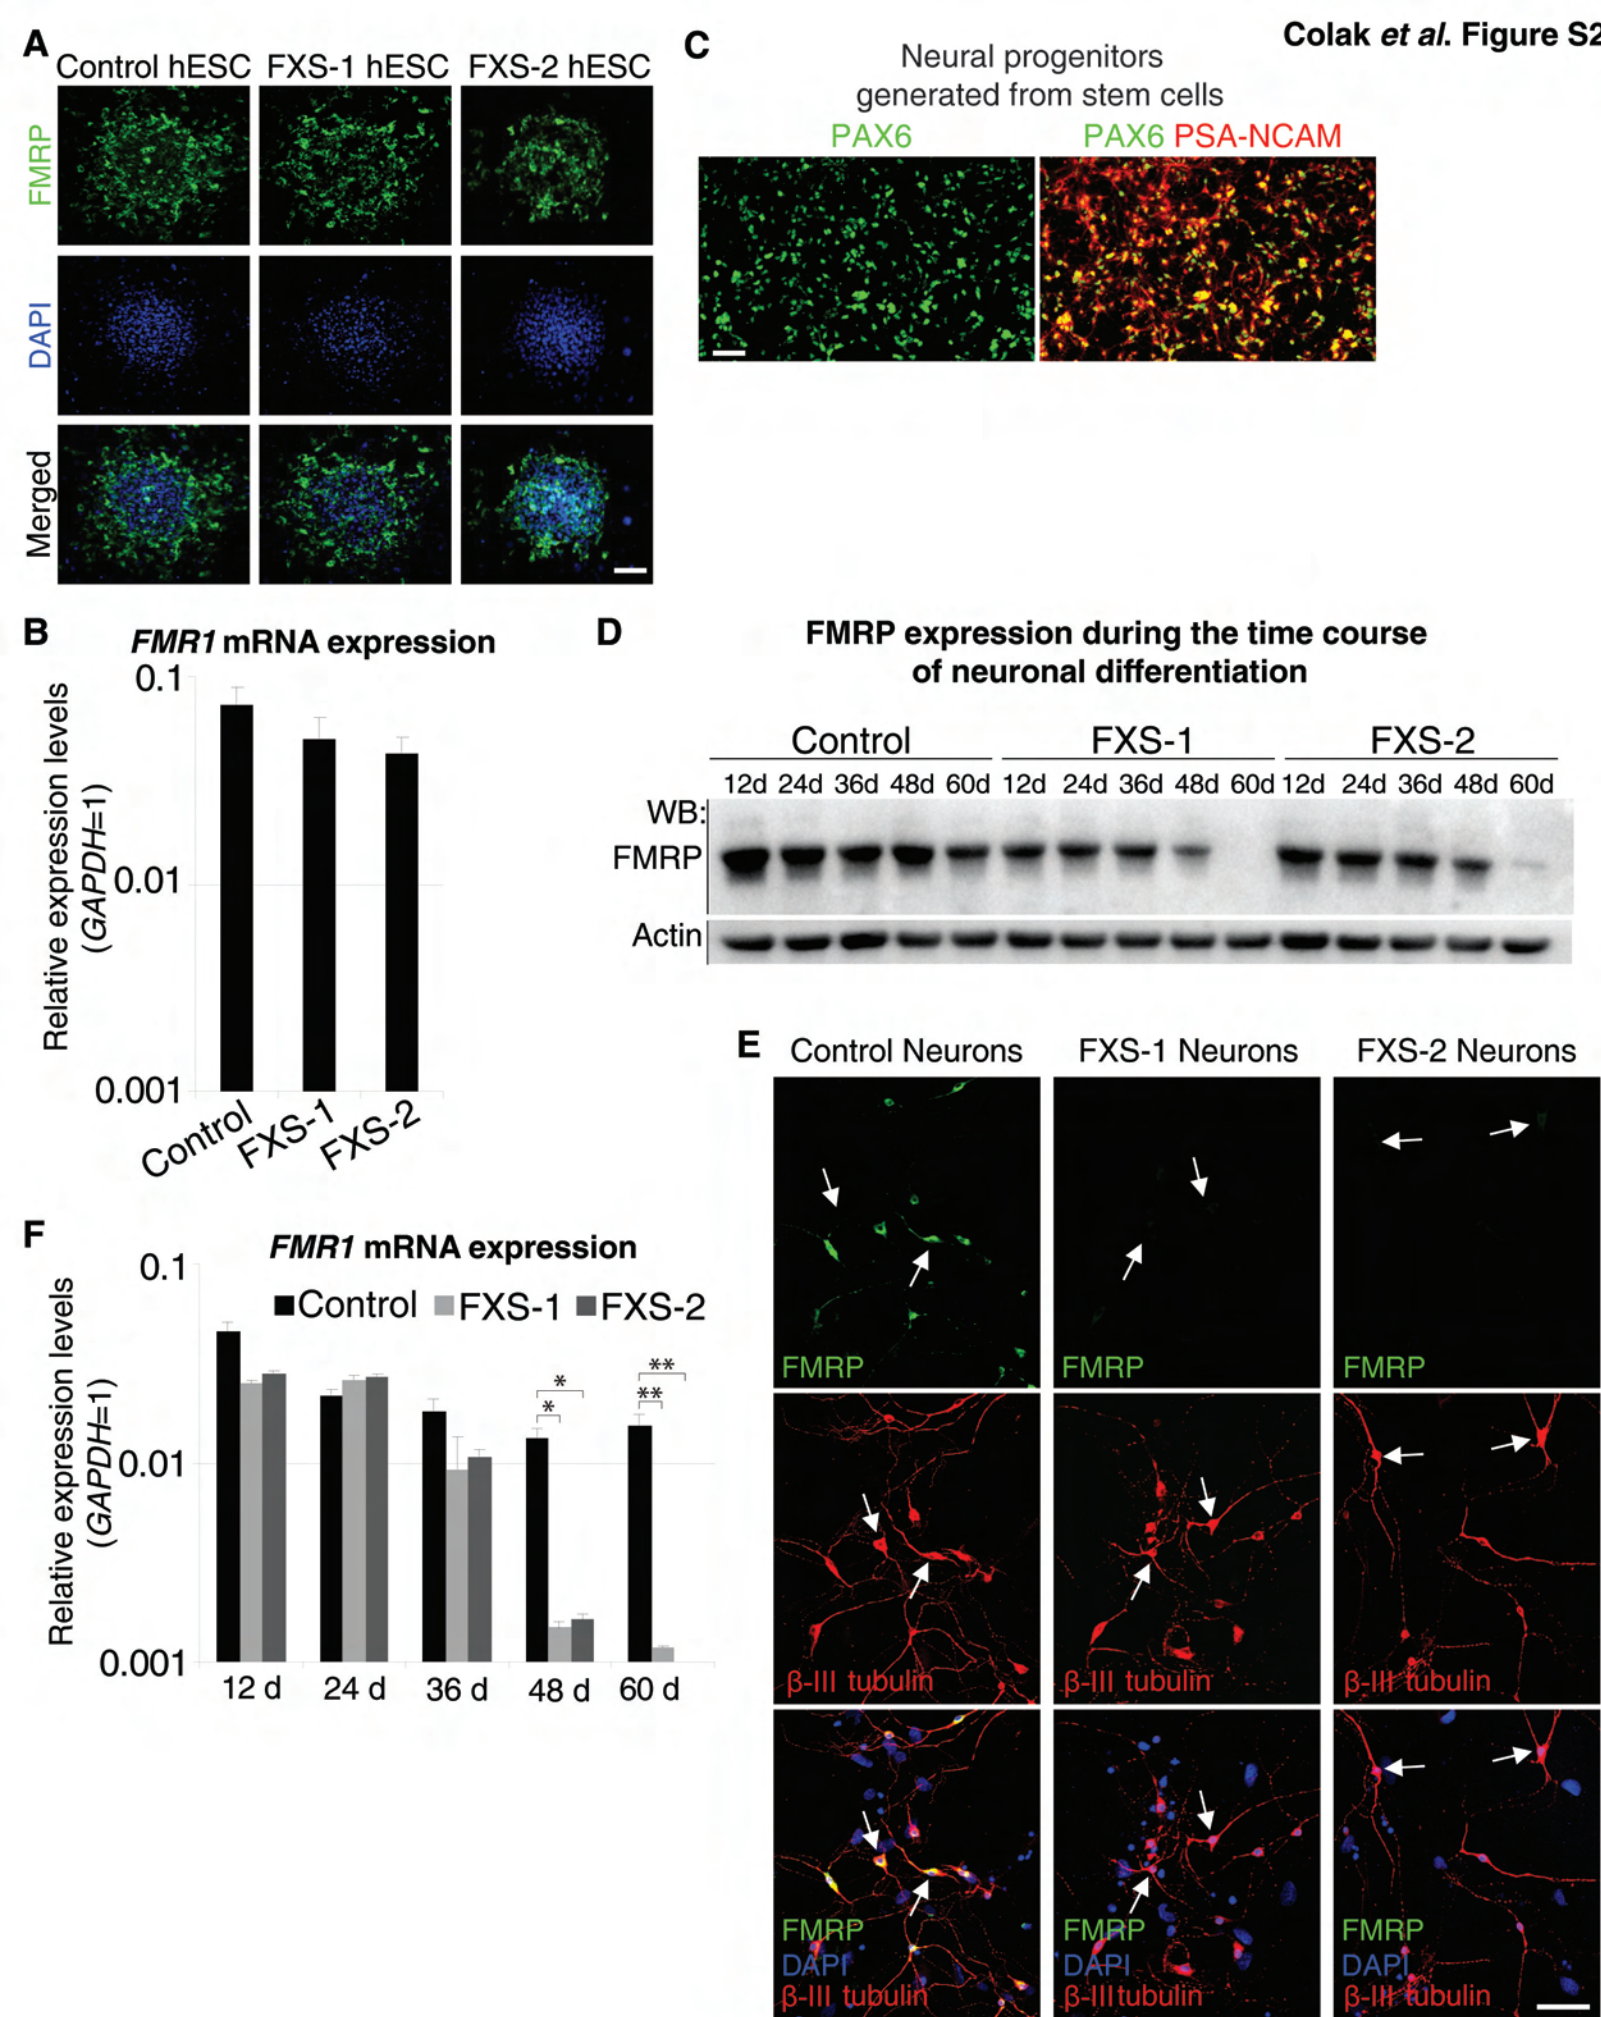 Colak et al. Figure S2
A
Control hESC FXS-1 hESC FXS-2 hESC
FMRP
DAPI
Merged
C
Neural progenitors
generated from stem cells
PAX6
PAX6 PSA-NCAM
B
FMR1 mRNA expression
Relative expression levels
(GAPDH=1)
0.1
0.01
0.001
Control
FXS-1
FXS-2
D
FMRP expression during the time course
of neuronal differentiation
Control FXS-1 FXS-2
12d 24d 36d 48d 60d 12d 24d 36d 48d 60d 12d 24d 36d 48d 60d
WB:
FMRP
Actin
E
Control Neurons FXS-1 Neurons FXS-2 Neurons
FMRP FMRP FMRP
β-III tubulin β-III tubulin β-III tubulin
FMRP FMRP FMRP
DAPI DAPI DAPI
β-III tubulin β-III tubulin β-III tubulin
F
FMR1 mRNA expression
Control FXS-1 FXS-2
Relative expression levels
(GAPDH=1)
0.1
0.01
0.001
* * ** **
12 d 24 d 36 d 48 d 60 d